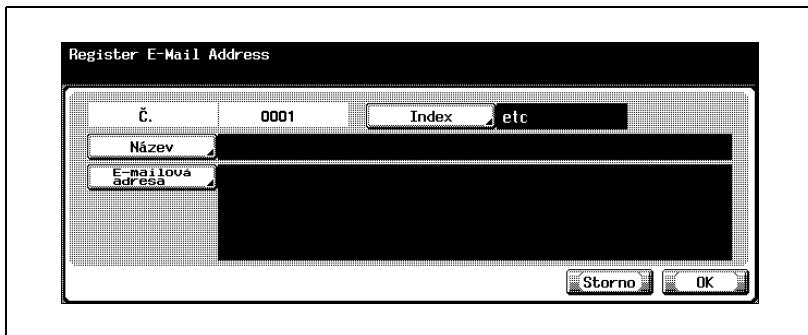 Register E-Mail Address
Č. 0001 Index etc
Název
E-mailová
adresa
Storno OK